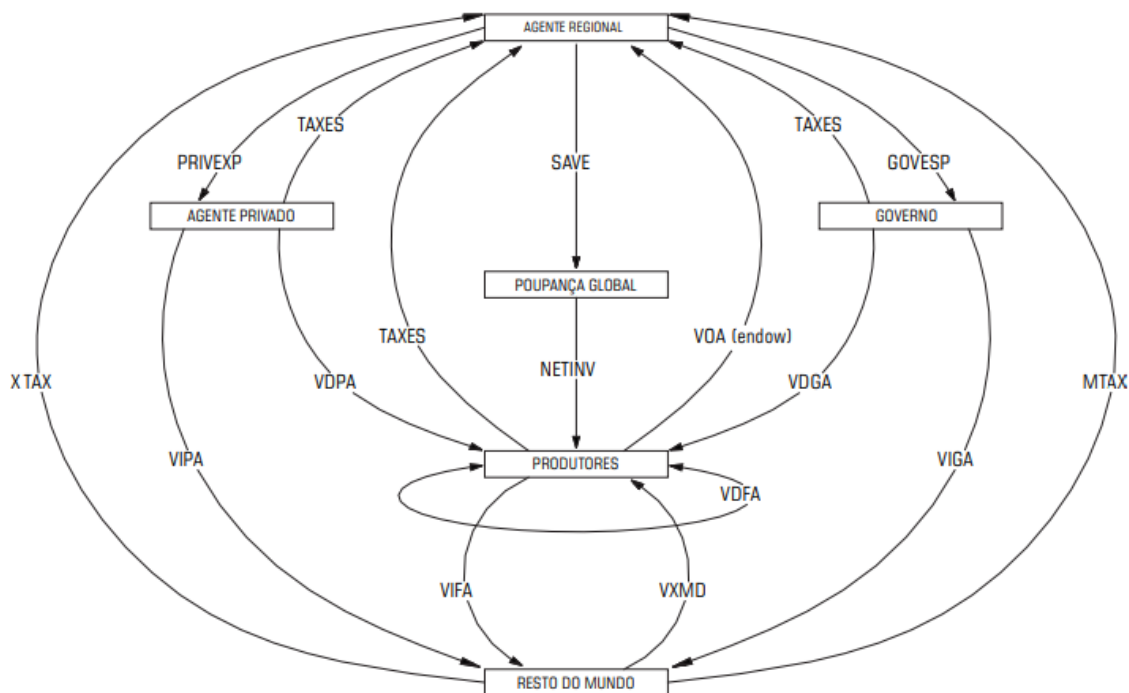 AGENTE REGIONAL
TAXES
TAXES
PRIVEXP
SAVE
GOVESP
AGENTE PRIVADO
GOVERNO
POUPANÇA GLOBAL
TAXES
VOA (endow)
NETINV
X TAX
VDPA
VDGA
MTAX
VIPA
PRODUTORES
VIGA
VDFA
VIFA
VXMD
RESTO DO MUNDO